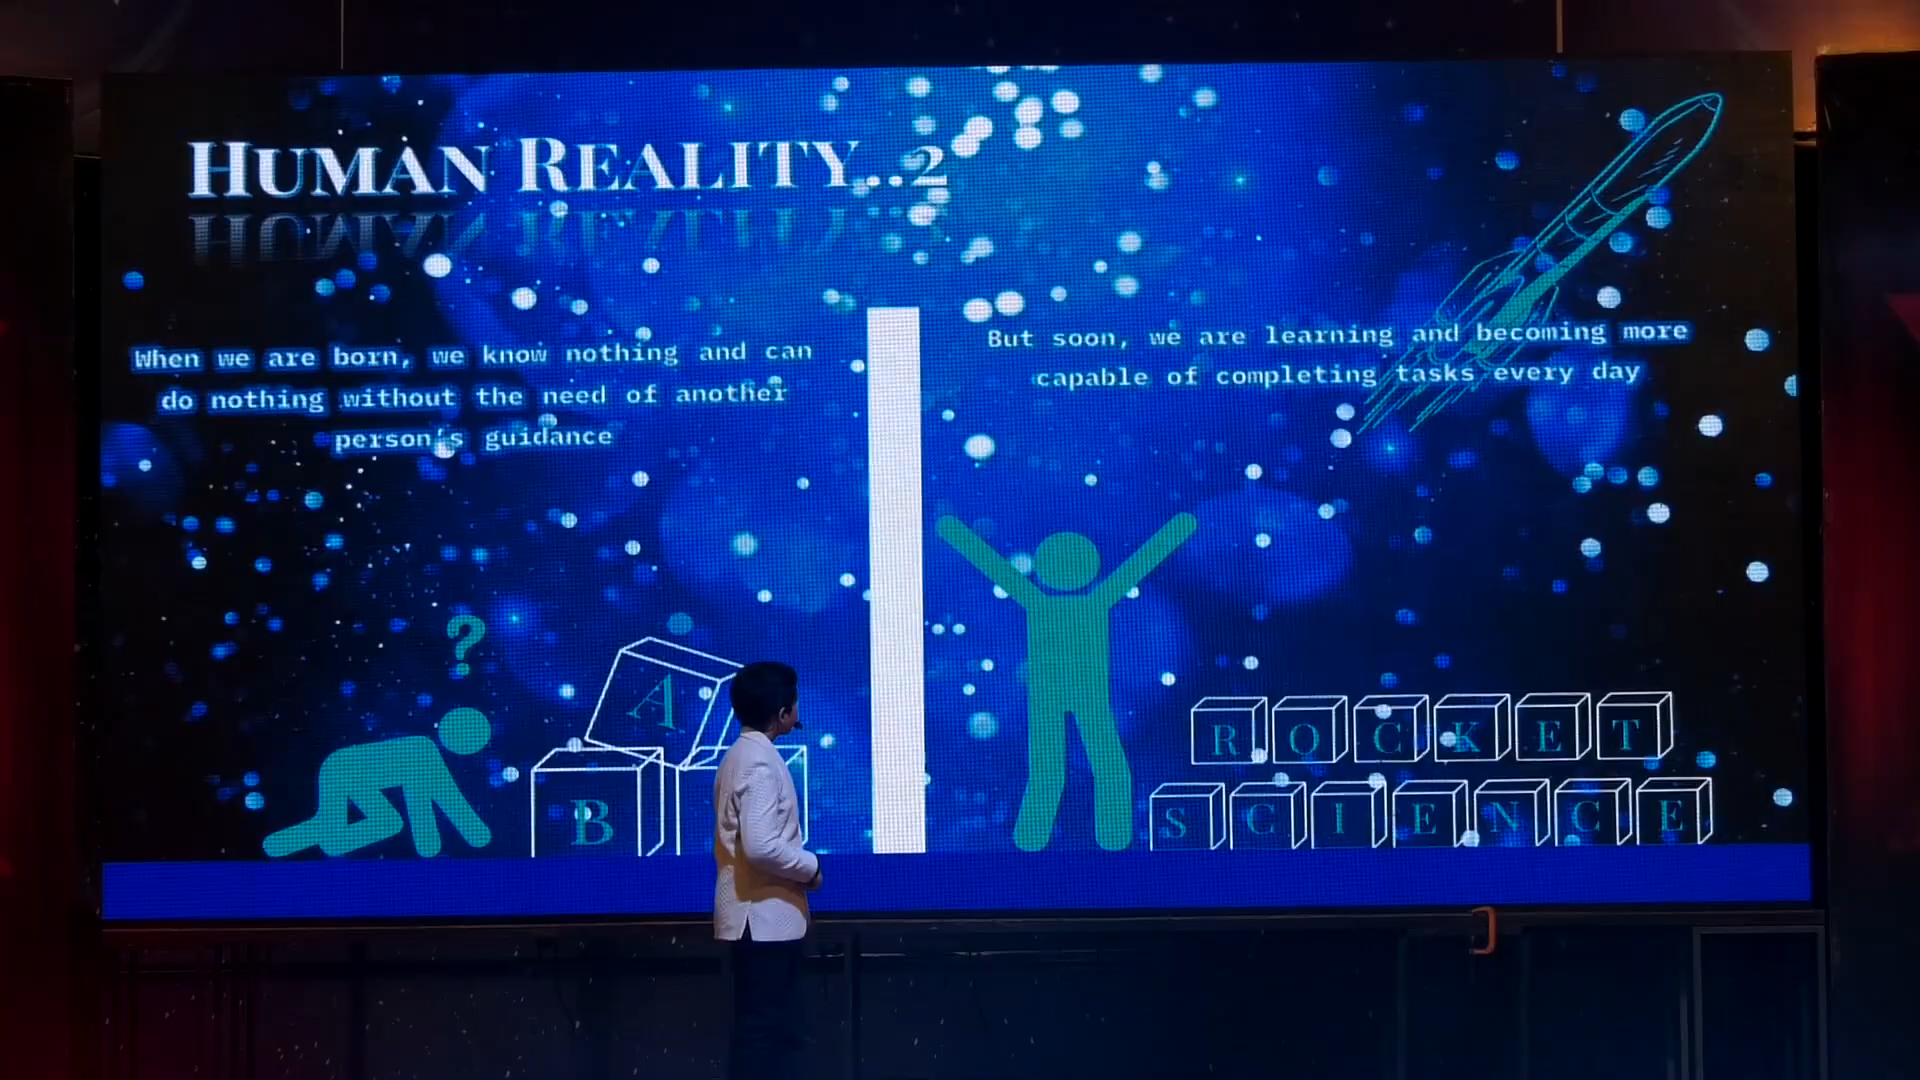 HUMAN REALITY..2
When we are born, we know nothing and can
do nothing without the need of another
person's guidance
But soon, we are learning and becoming more
capable of completing tasks every day
?
A
B
ROCKET
SCIENCE